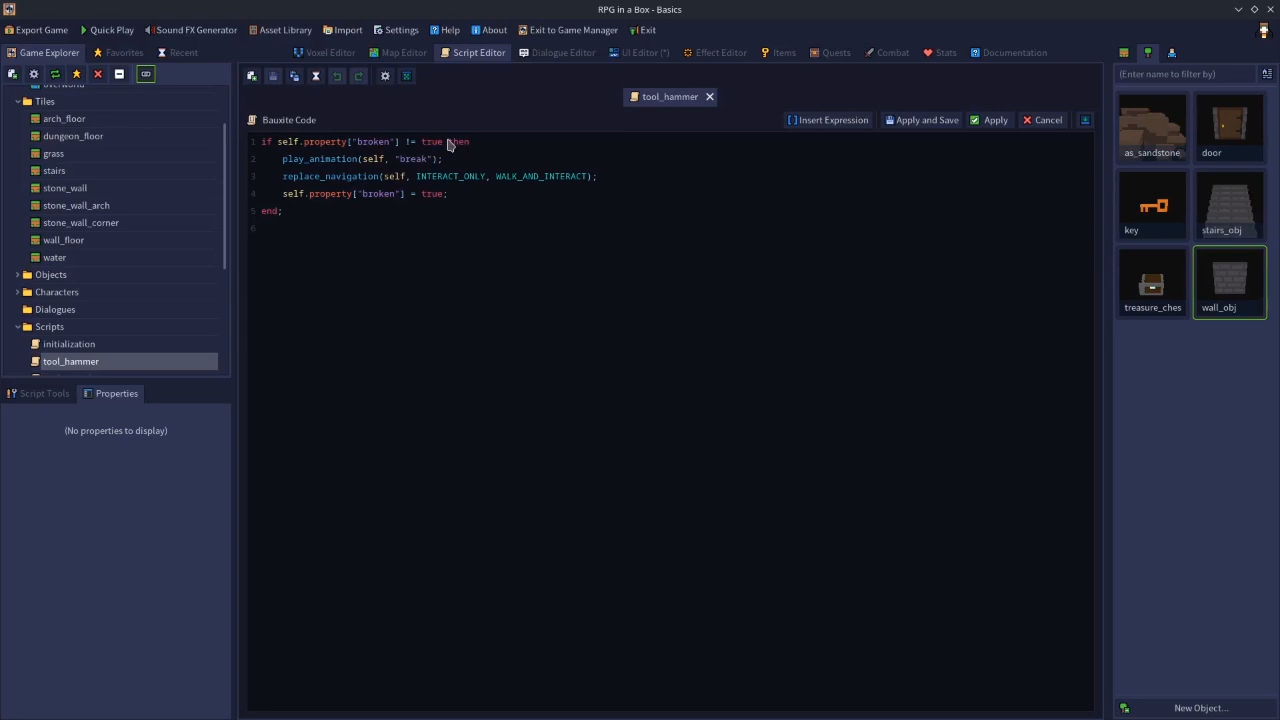 RPG in a Box - Basics
Export Game Quick Play Sound FX Generator Asset Library Import Settings Help About Exit to Game Manager Exit
Game Explorer Favorites Recent Voxel Editor Map Editor Script Editor Dialogue Editor UI Editor (*) Effect Editor Items Quests Combat Stats Documentation
(Enter name to filter by)
tool_hammer
Bauxite Code
Insert Expression Apply and Save Apply Cancel
Tiles
arch_floor
dungeon_floor
grass
stairs
stone_wall
stone_wall_arch
stone_wall_corner
wall_floor
water
Objects
Characters
Dialogues
Scripts
initialization
tool_hammer
Script Tools Properties
(No properties to display)
1 if self.property["broken"] != true then
2 play_animation(self, "break");
3 replace_navigation(self, INTERACT_ONLY, WALK_AND_INTERACT);
4 self.property["broken"] = true;
5 end;
6
as_sandstone
door
key
stairs_obj
treasure_ches
wall_obj
New Object...